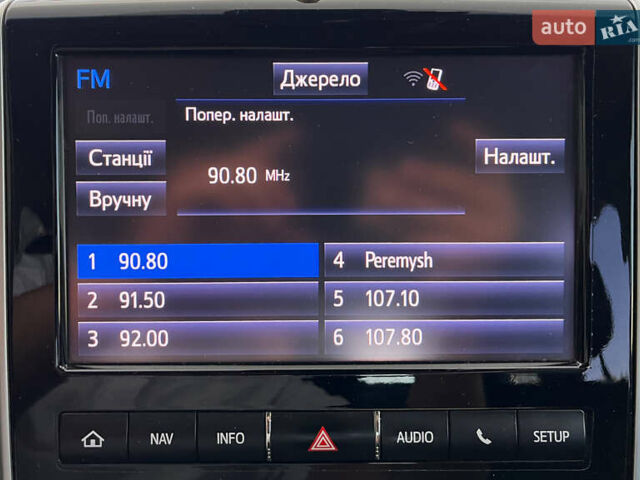 auto RIA
.com
FM
Джерело
Поп. налашт.
Попер. налашт.
Станції
Налашт.
90.80 MHz
Вручну
1 90.80
4 Peremysh
2 91.50
5 107.10
3 92.00
6 107.80
NAV
INFO
AUDIO
SETUP